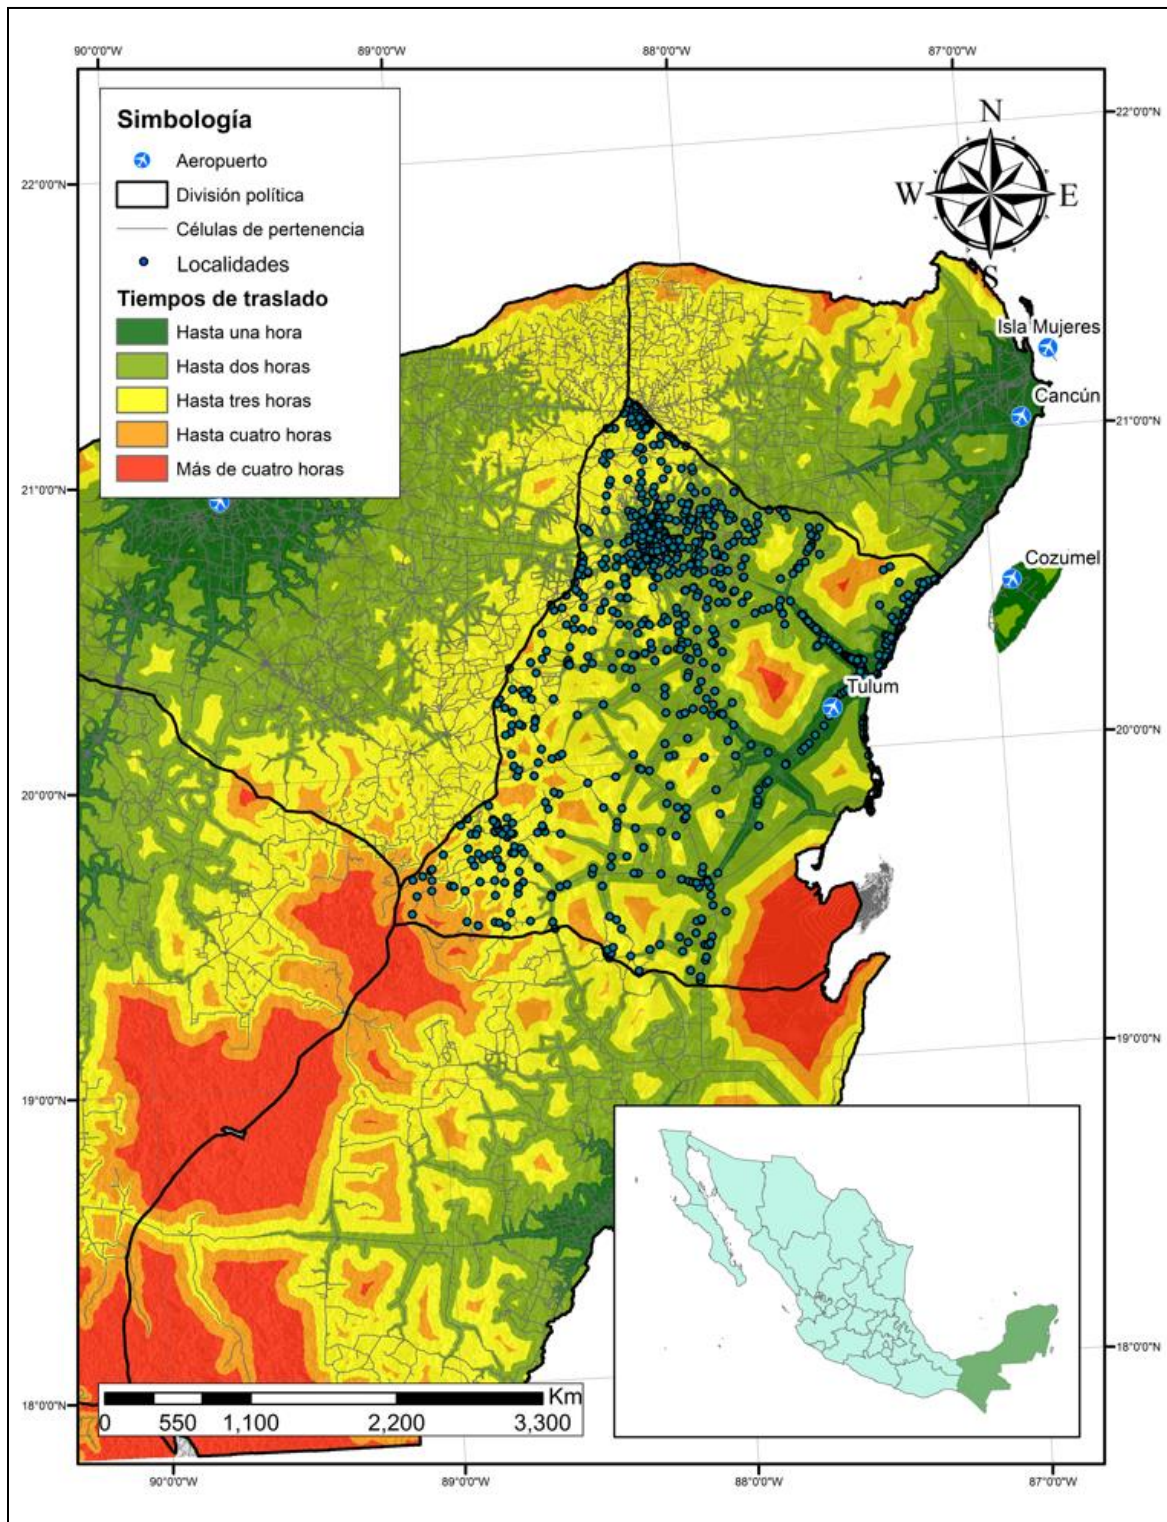 90°0'0"W 89°0'0"W 88°0'0"W 87°0'0"W
Simbología
Aeropuerto
División política
Células de pertenencia
Localidades
Tiempos de traslado
Hasta una hora
Hasta dos horas
Hasta tres horas
Hasta cuatro horas
Más de cuatro horas
N
W E
S
22°0'0"N
22°0'0"N
Isla Mujeres
Cancún
21°0'0"N
21°0'0"N
Cozumel
Tulum
20°0'0"N
20°0'0"N
19°0'0"N
19°0'0"N
18°0'0"N
18°0'0"N
Km
0 550 1,100 2,200 3,300
90°0'0"W 89°0'0"W 88°0'0"W 87°0'0"W